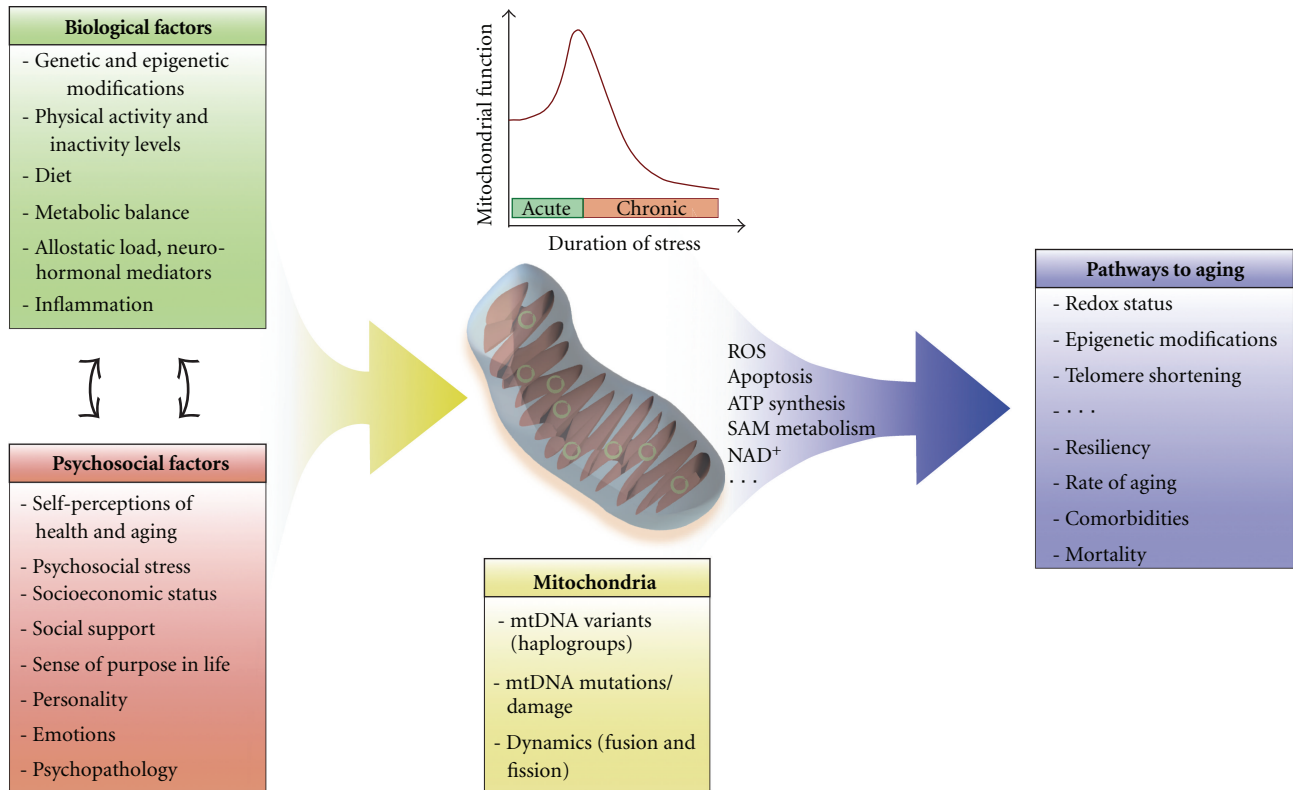 Biological factors
- Genetic and epigenetic
modifications
- Physical activity and
inactivity levels
- Diet
- Metabolic balance
- Allostatic load, neuro-
hormonal mediators
- Inflammation
Psychosocial factors
- Self-perceptions of
health and aging
- Psychosocial stress
- Socioeconomic status
- Social support
- Sense of purpose in life
- Personality
- Emotions
- Psychopathology
Mitochondrial function
Acute
Chronic
Duration of stress
Mitochondria
- mtDNA variants
(haplogroups)
- mtDNA mutations/
damage
- Dynamics (fusion and
fission)
ROS
Apoptosis
ATP synthesis
SAM metabolism
NAD⁺
· · ·
Pathways to aging
- Redox status
- Epigenetic modifications
- Telomere shortening
- · · ·
- Resiliency
- Rate of aging
- Comorbidities
- Mortality